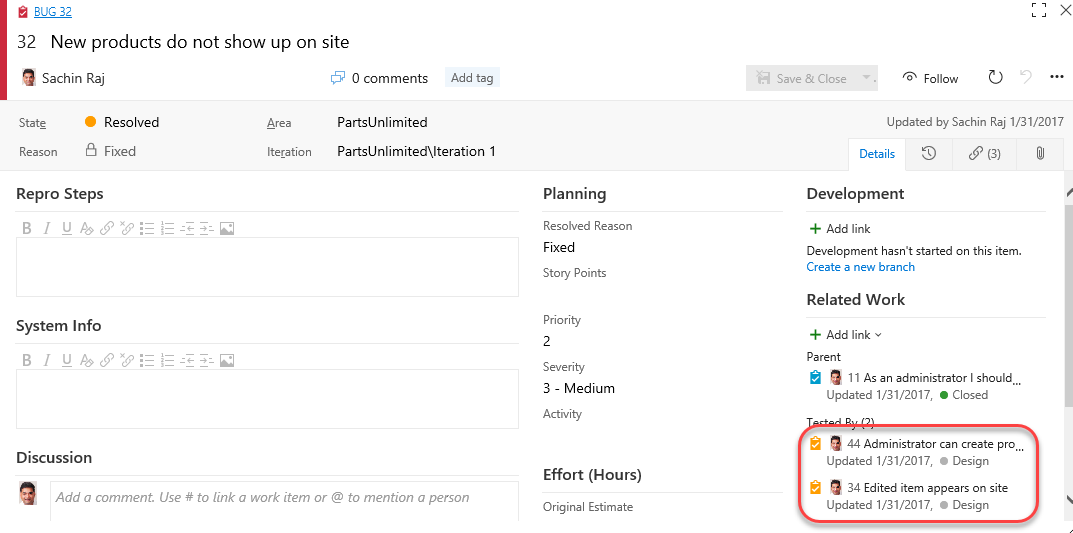 BUG 32
32 New products do not show up on site
Sachin Raj 0 comments Add tag Save & Close Follow
State Resolved Area PartsUnlimited Updated by Sachin Raj 1/31/2017
Reason Fixed Iteration PartsUnlimited\Iteration 1
Details (3)
Repro Steps
B I U
System Info
B I U
Discussion
Add a comment. Use # to link a work item or @ to mention a person
Planning
Resolved Reason
Fixed
Story Points
Priority
2
Severity
3 - Medium
Activity
Effort (Hours)
Original Estimate
Development
+ Add link
Development hasn't started on this item.
Create a new branch
Related Work
+ Add link
Parent
11 As an administrator I should...
Updated 1/31/2017, Closed
Tested By (2)
44 Administrator can create pro...
Updated 1/31/2017, Design
34 Edited item appears on site
Updated 1/31/2017, Design